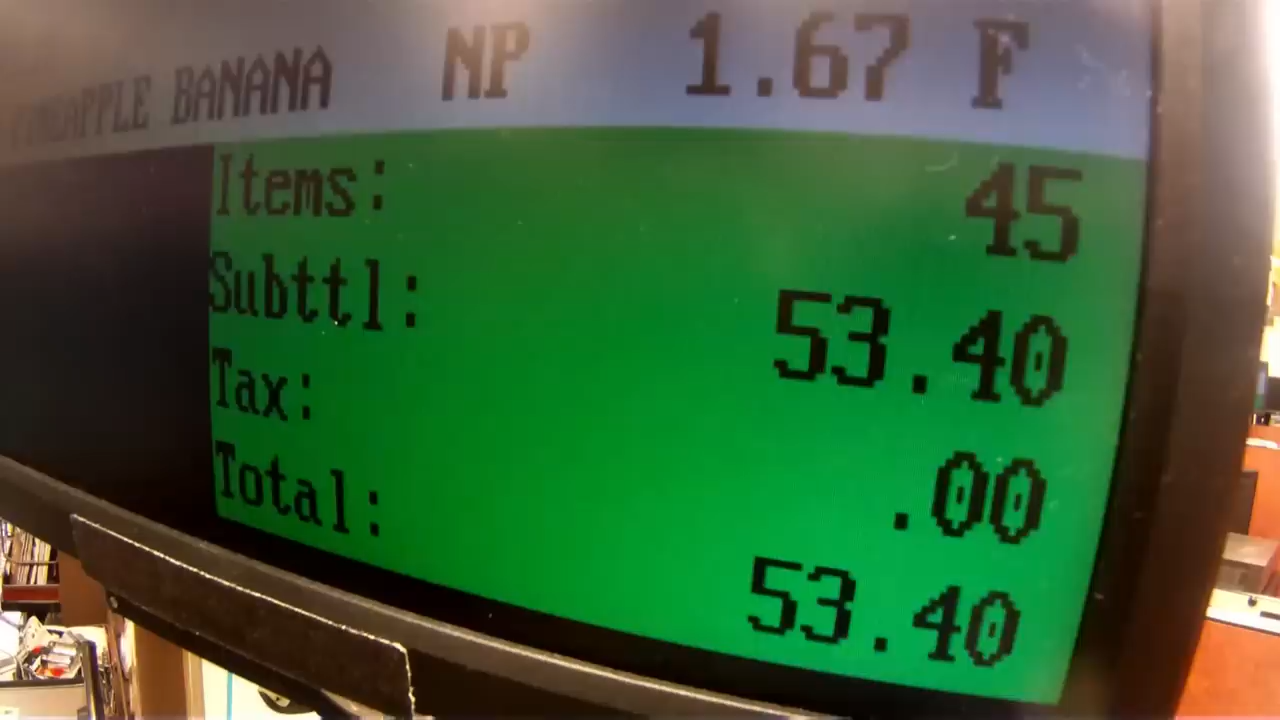 PINEAPPLE BANANA NP 1.67 F
Items: 45
Subttl: 53.40
Tax: .00
Total: 53.40